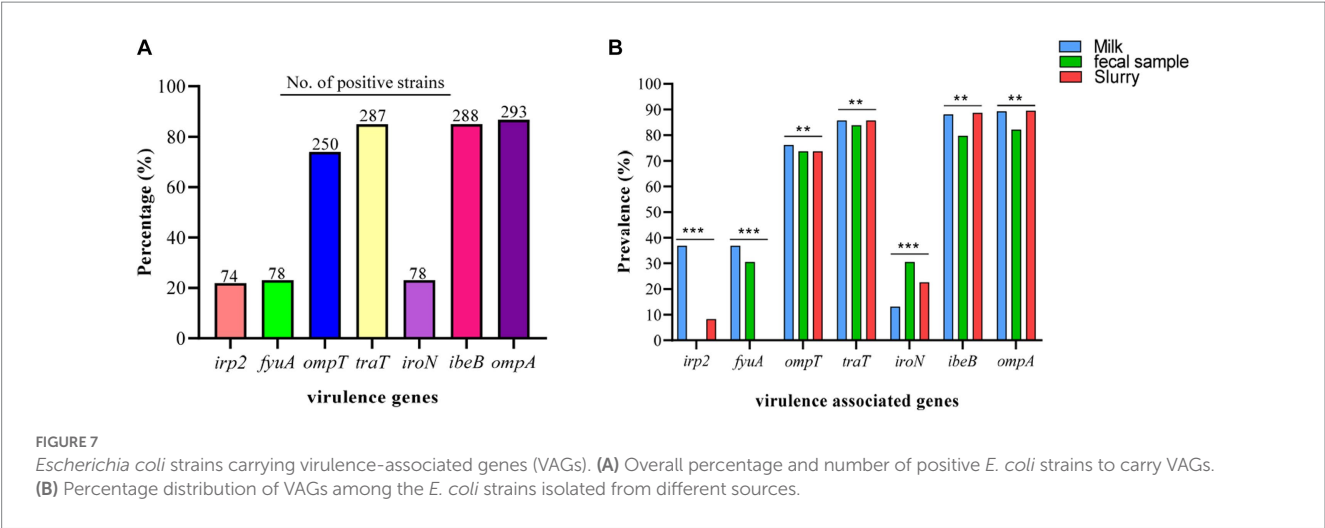 A
No. of positive strains
Percentage (%)
100
80
60
40
20
0
74
78
250
287
78
288
293
irp2 fyuA ompT traT iroN ibeB ompA
virulence genes
B
Milk
fecal sample
Slurry
Prevalence (%)
100
90
80
70
60
50
40
30
20
10
0
***
***
**
**
***
**
**
irp2 fyuA ompT traT iroN ibeB ompA
virulence associated genes
FIGURE 7
Escherichia coli strains carrying virulence-associated genes (VAGs). (A) Overall percentage and number of positive E. coli strains to carry VAGs.
(B) Percentage distribution of VAGs among the E. coli strains isolated from different sources.